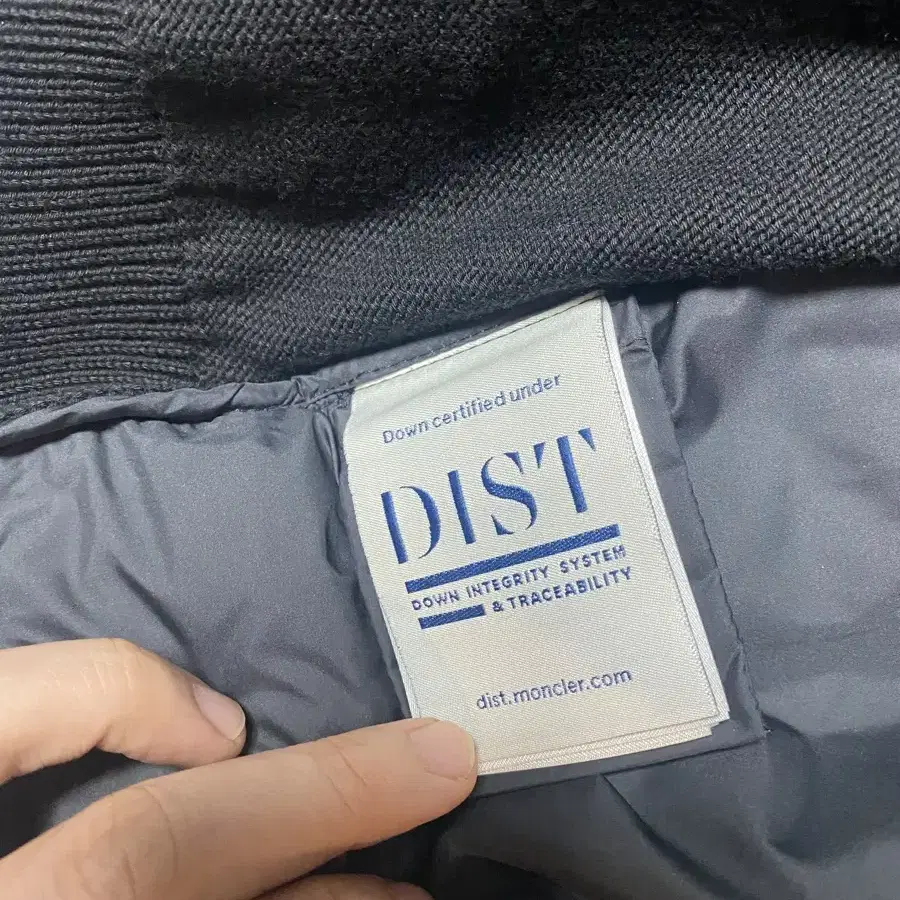 Down certified under
DIST
DOWN INTEGRITY SYSTEM
& TRACEABILITY
dist.moncler.com